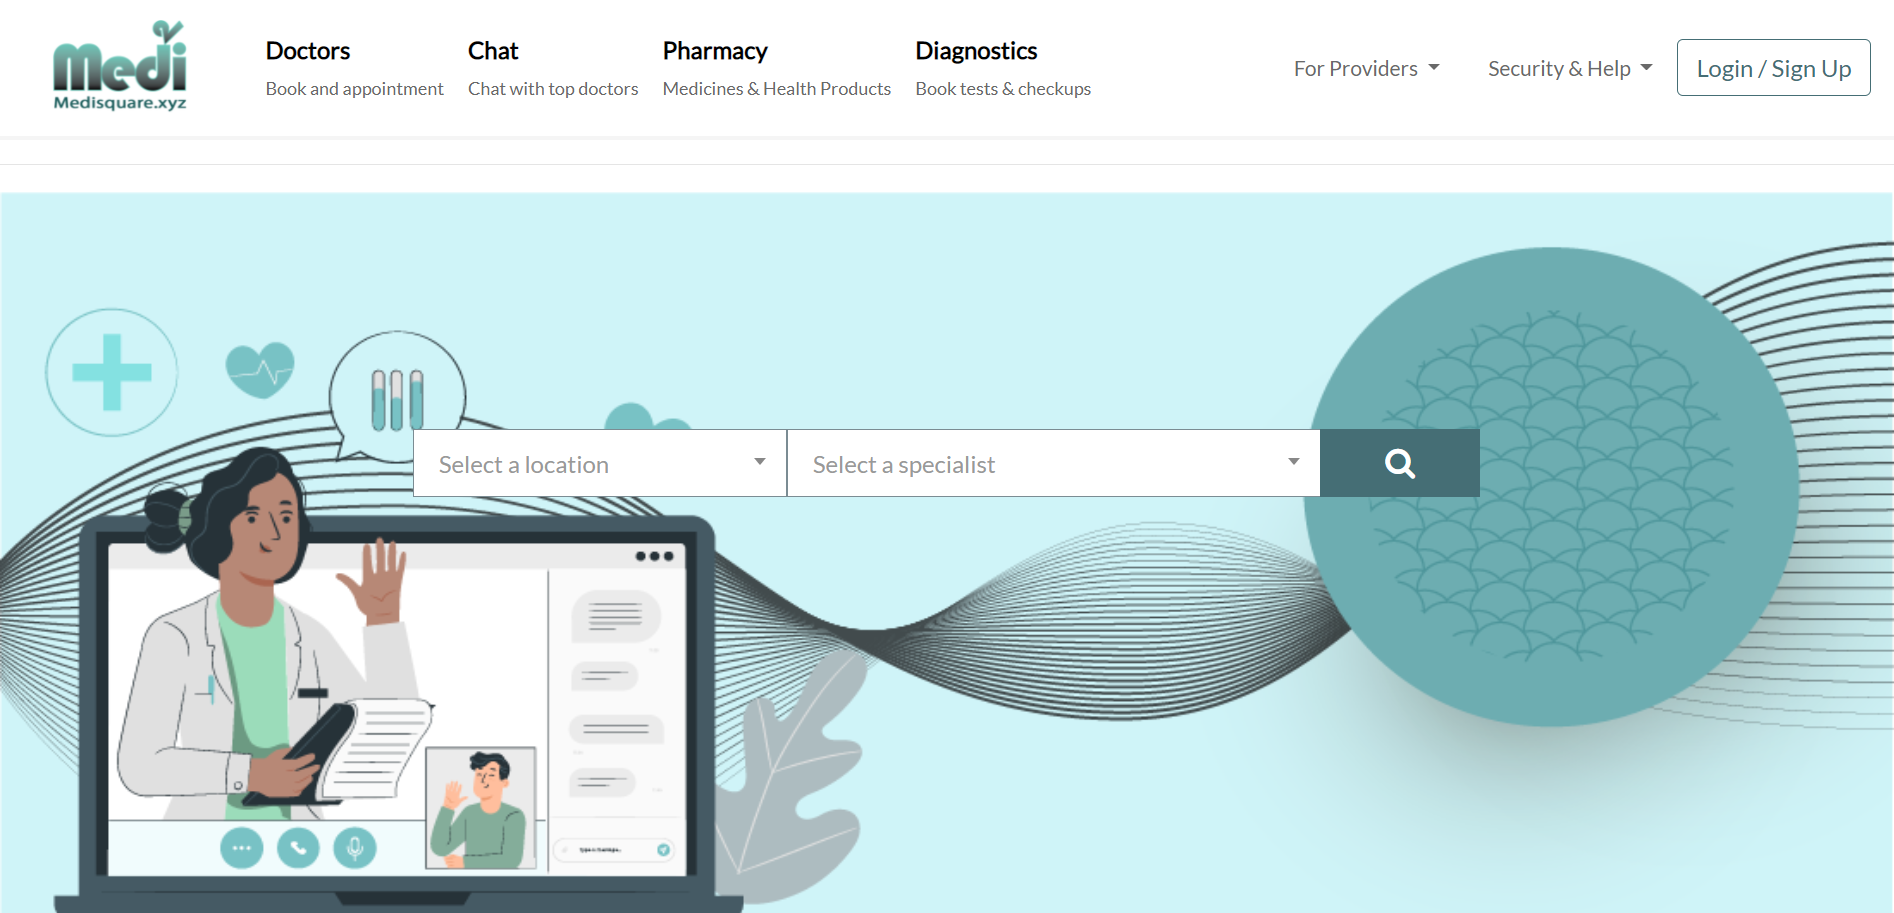 Medi
Medisquare.xyz
Doctors
Book and appointment
Chat
Chat with top doctors
Pharmacy
Medicines & Health Products
Diagnostics
Book tests & checkups
For Providers
Security & Help
Login / Sign Up
Select a location
Select a specialist